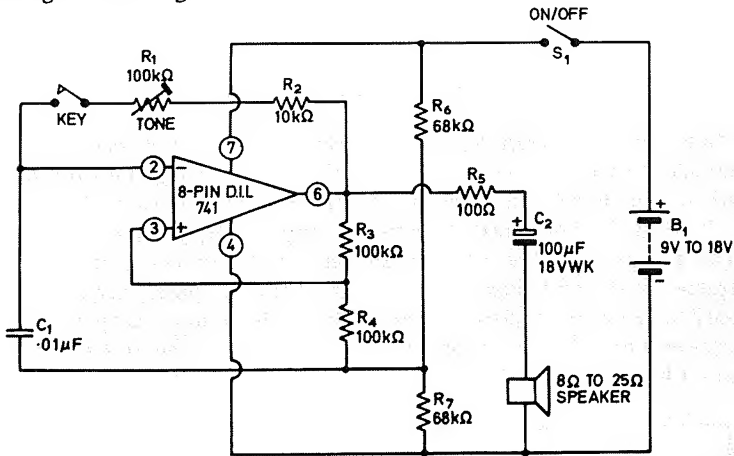 ON/OFF
S1
R1
100kΩ
TONE
KEY
R2
10kΩ
R6
68kΩ
7
2
−
8-PIN D.I.L
741
6
3
+
4
R5
100Ω
+
C2
100µF
18VWK
+
B1
9V TO 18V
−
R3
100kΩ
R4
100kΩ
C1
·01µF
R7
68kΩ
8Ω TO 25Ω
SPEAKER